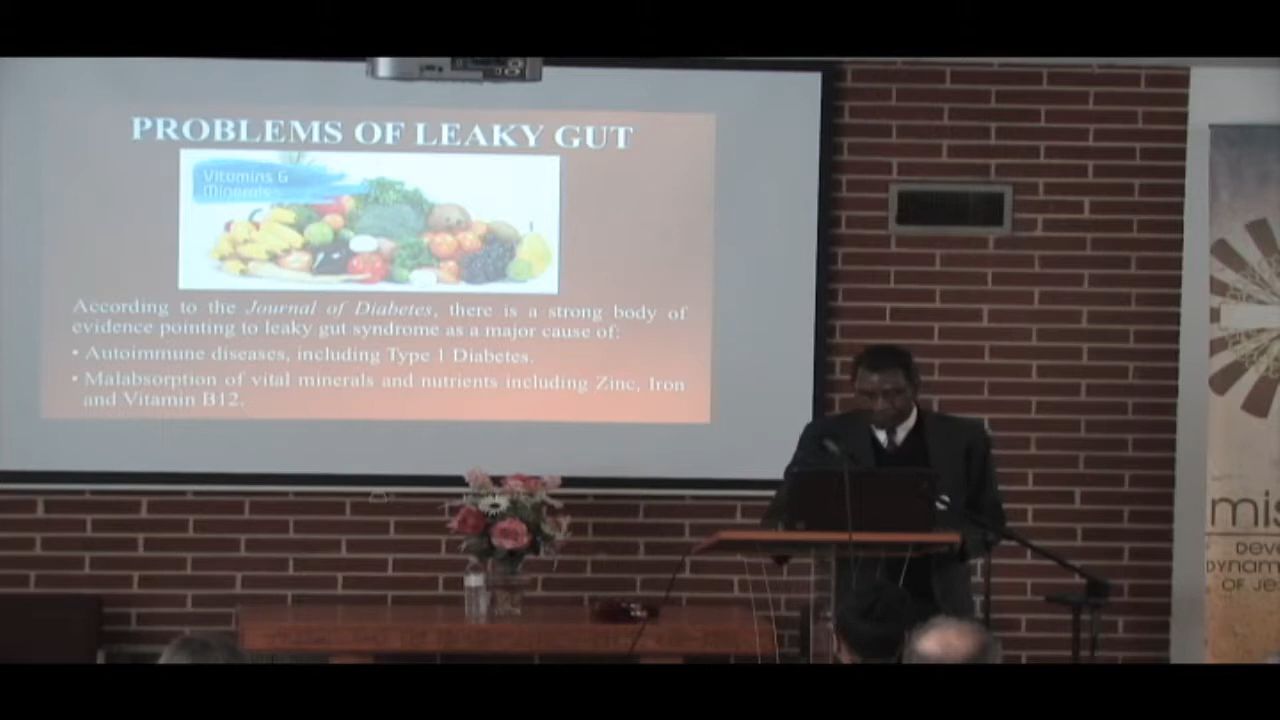 PROBLEMS OF LEAKY GUT
Vitamins &
Minerals
According to the Journal of Diabetes, there is a strong body of
evidence pointing to leaky gut syndrome as a major cause of:
• Autoimmune diseases, including Type 1 Diabetes.
• Malabsorption of vital minerals and nutrients including Zinc, Iron
and Vitamin B12.
mis
DEV
DYNAM
OF JE